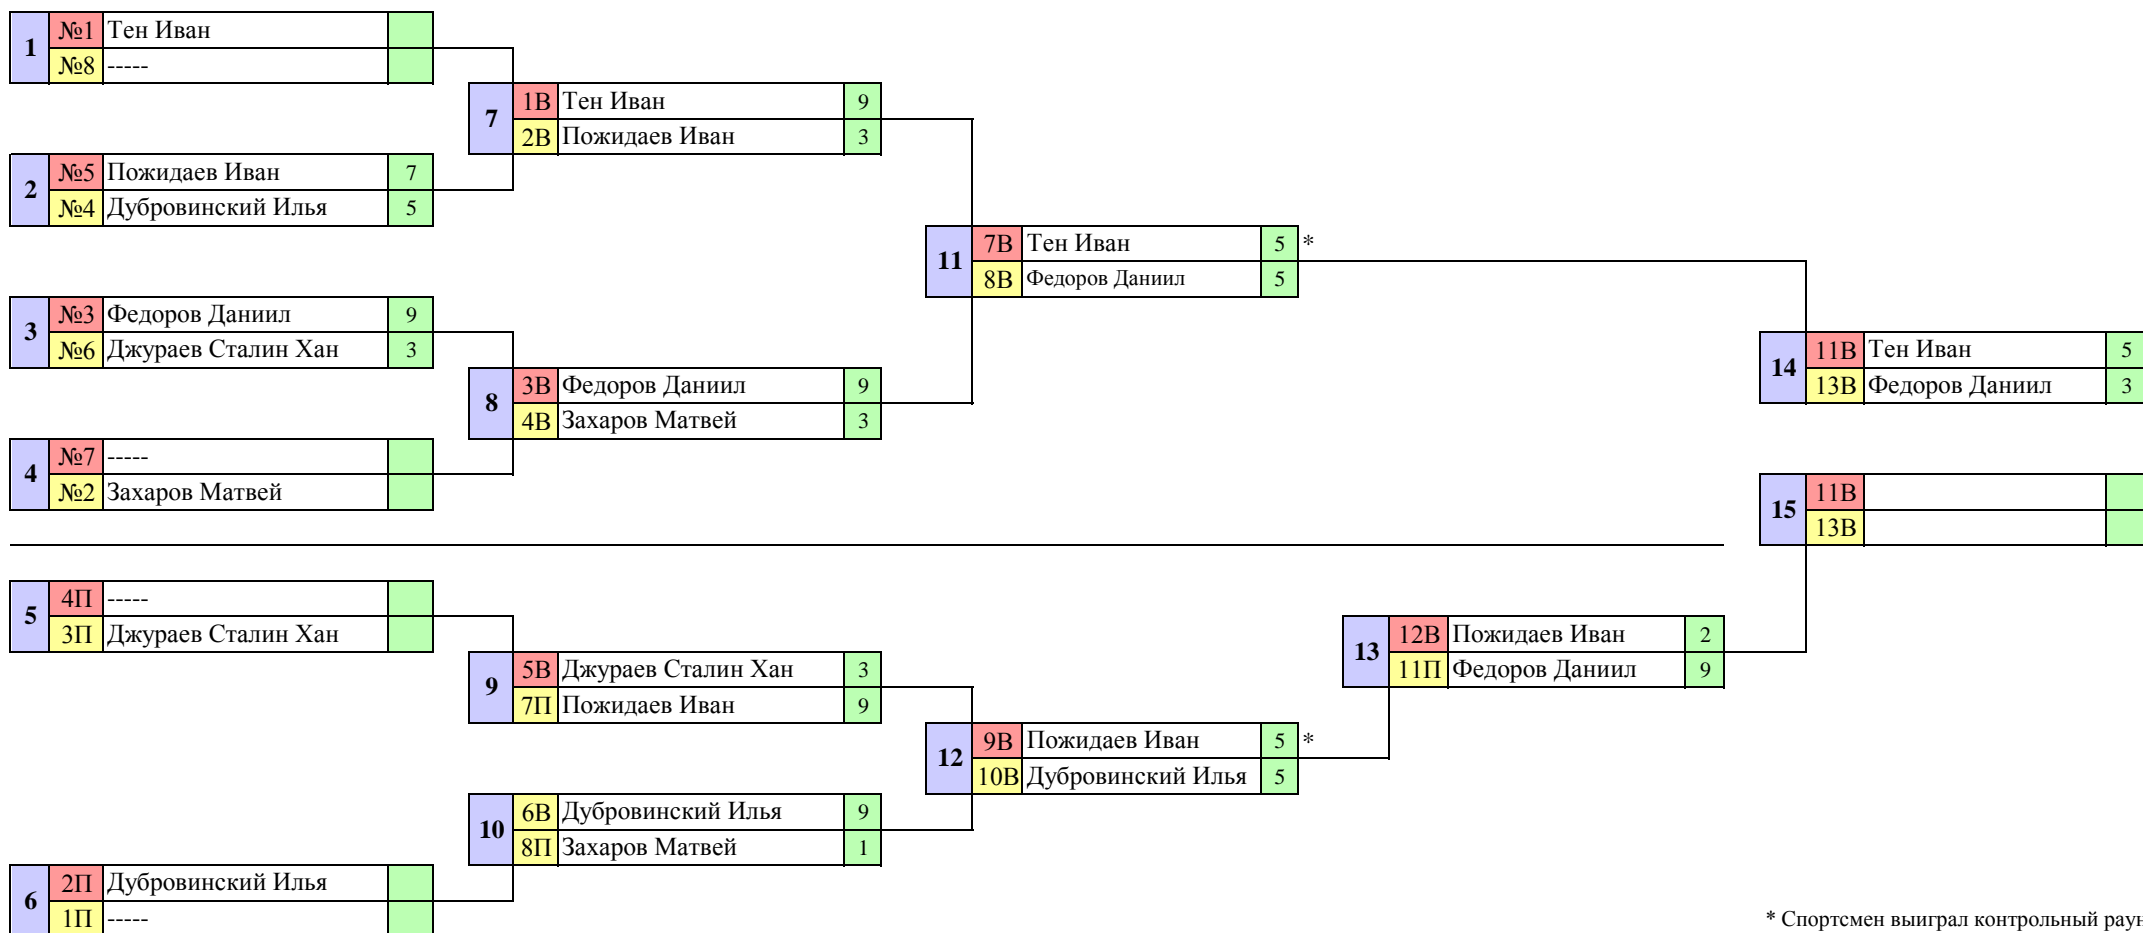 1
№1 Тен Иван
№8 -----
7
1В Тен Иван 9
2В Пожидаев Иван 3
2
№5 Пожидаев Иван 7
№4 Дубровинский Илья 5
11
7В Тен Иван 5 *
8В Федоров Даниил 5
3
№3 Федоров Даниил 9
№6 Джураев Сталин Хан 3
14
11В Тен Иван 5
13В Федоров Даниил 3
8
3В Федоров Даниил 9
4В Захаров Матвей 3
4
№7 -----
№2 Захаров Матвей
15
11В
13В
5
4П -----
3П Джураев Сталин Хан
13
12В Пожидаев Иван 2
11П Федоров Даниил 9
9
5В Джураев Сталин Хан 3
7П Пожидаев Иван 9
12
9В Пожидаев Иван 5 *
10В Дубровинский Илья 5
10
6В Дубровинский Илья 9
8П Захаров Матвей 1
6
2П Дубровинский Илья
1П -----
* Спортсмен выиграл контрольный